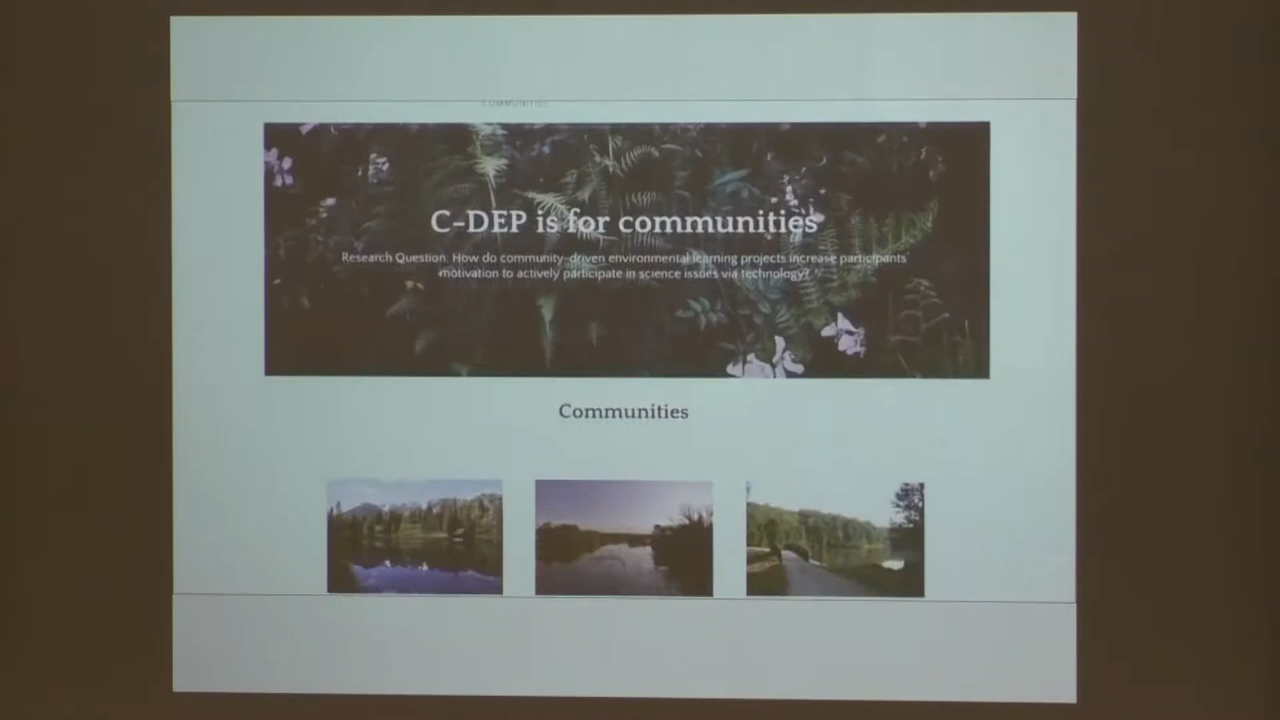 COMMUNITIES
C-DEP is for communities
Research Question: How do community-driven environmental learning projects increase participants'
motivation to actively participate in science issues via technology?
Communities